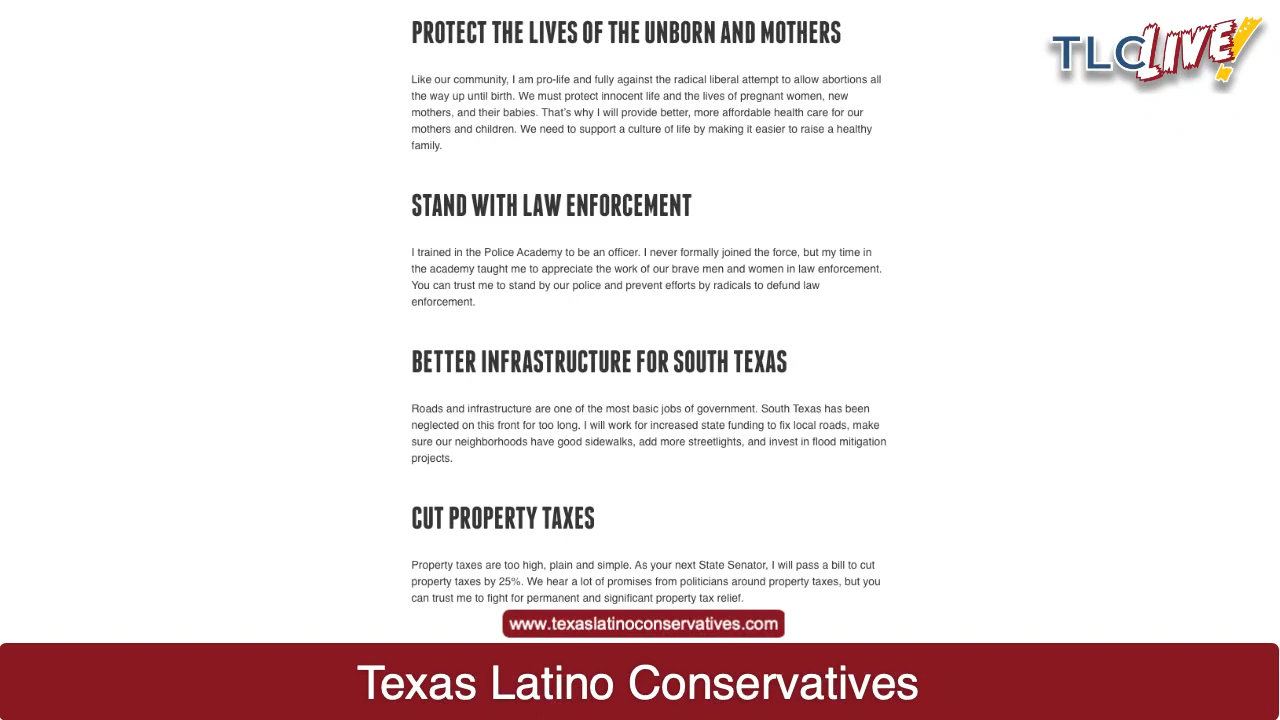 PROTECT THE LIVES OF THE UNBORN AND MOTHERS
TLC LIVE!
Like our community, I am pro-life and fully against the radical liberal attempt to allow abortions all
the way up until birth. We must protect innocent life and the lives of pregnant women, new
mothers, and their babies. That's why I will provide better, more affordable health care for our
mothers and children. We need to support a culture of life by making it easier to raise a healthy
family.
STAND WITH LAW ENFORCEMENT
I trained in the Police Academy to be an officer. I never formally joined the force, but my time in
the academy taught me to appreciate the work of our brave men and women in law enforcement.
You can trust me to stand by our police and prevent efforts by radicals to defund law
enforcement.
BETTER INFRASTRUCTURE FOR SOUTH TEXAS
Roads and infrastructure are one of the most basic jobs of government. South Texas has been
neglected on this front for too long. I will work for increased state funding to fix local roads, make
sure our neighborhoods have good sidewalks, add more streetlights, and invest in flood mitigation
projects.
CUT PROPERTY TAXES
Property taxes are too high, plain and simple. As your next State Senator, I will pass a bill to cut
property taxes by 25%. We hear a lot of promises from politicians around property taxes, but you
can trust me to fight for permanent and significant property tax relief.
www.texaslatinoconservatives.com
Texas Latino Conservatives